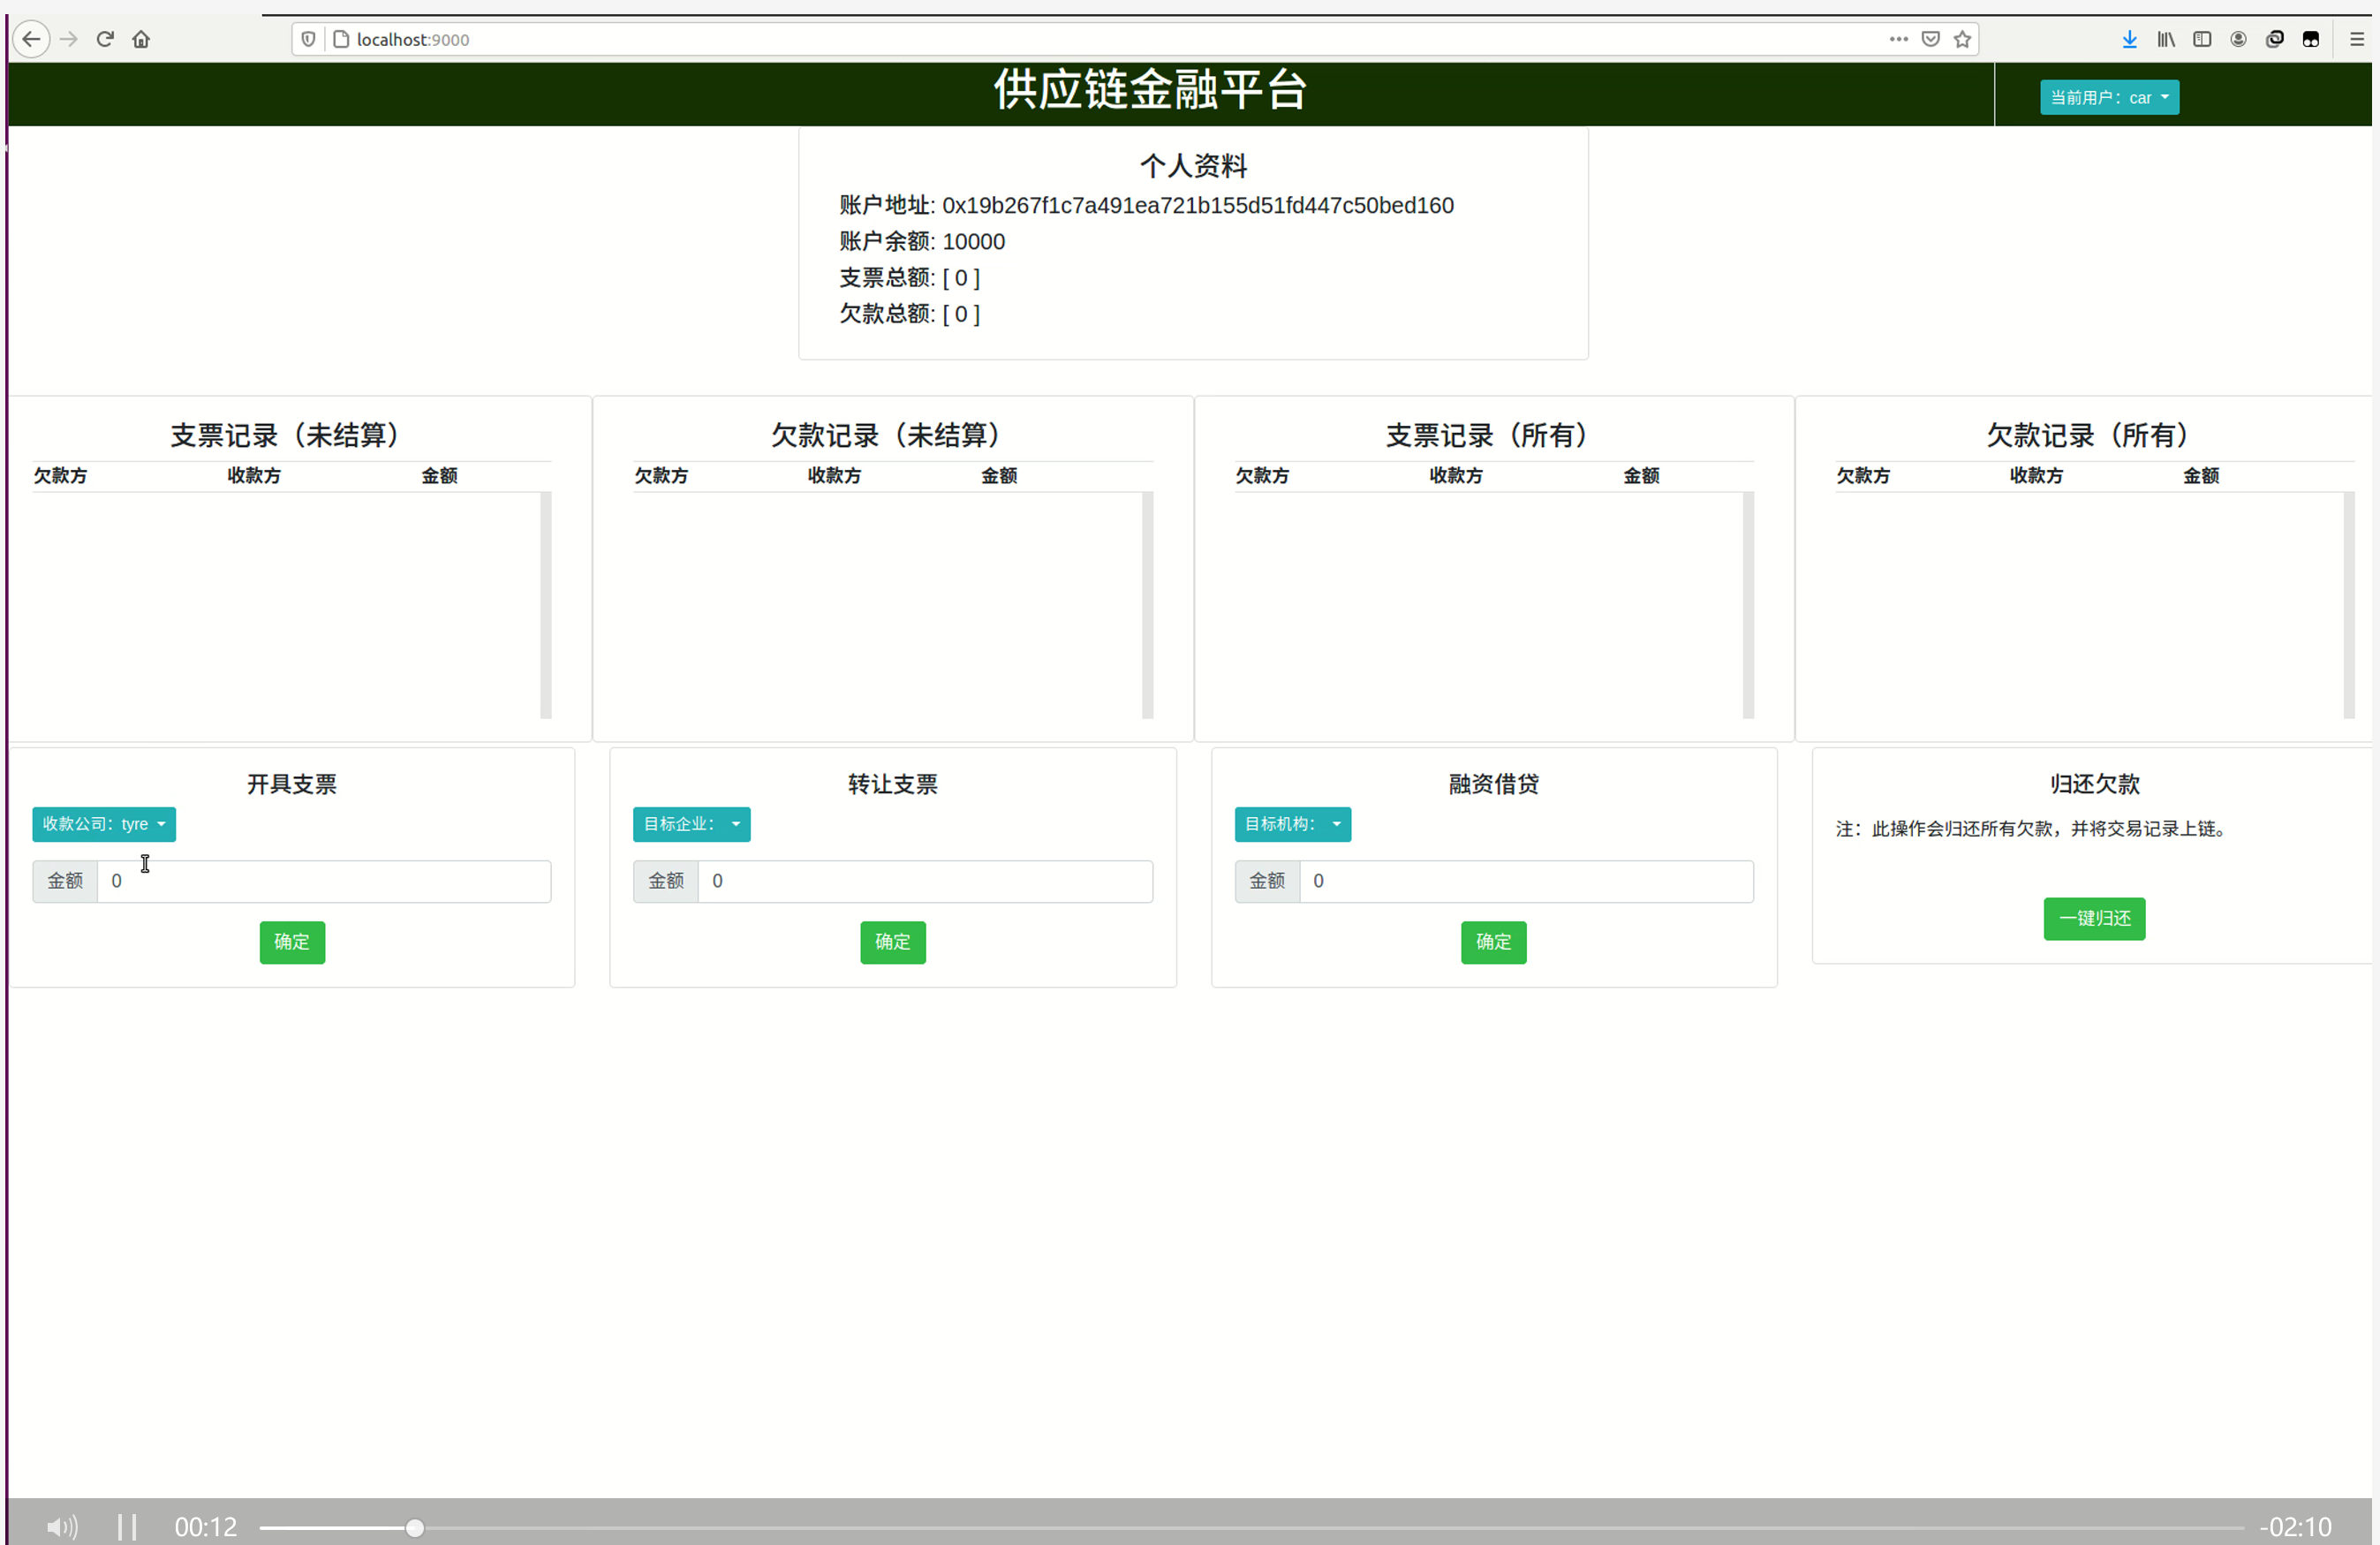 localhost:9000
供应链金融平台
当前用户：car
个人资料
账户地址: 0x19b267f1c7a491ea721b155d51fd447c50bed160
账户余额: 10000
支票总额: [ 0 ]
欠款总额: [ 0 ]
支票记录（未结算）
欠款方 收款方 金额
欠款记录（未结算）
欠款方 收款方 金额
支票记录（所有）
欠款方 收款方 金额
欠款记录（所有）
欠款方 收款方 金额
开具支票
收款公司：tyre
金额 0
确定
转让支票
目标企业：
金额 0
确定
融资借贷
目标机构：
金额 0
确定
归还欠款
注：此操作会归还所有欠款，并将交易记录上链。
一键归还
00:12
-02:10